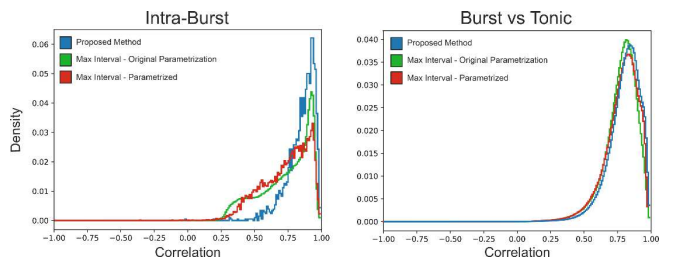 Intra-Burst
Proposed Method
Max Interval - Original Parametrization
Max Interval - Parametrized
Density
0.06
0.05
0.04
0.03
0.02
0.01
0.00
−1.00 −0.75 −0.50 −0.25 0.00 0.25 0.50 0.75 1.00
Correlation
Burst vs Tonic
Proposed Method
Max Interval - Original Parametrization
Max Interval - Parametrized
0.040
0.035
0.030
0.025
0.020
0.015
0.010
0.005
0.000
−1.00 −0.75 −0.50 −0.25 0.00 0.25 0.50 0.75 1.00
Correlation